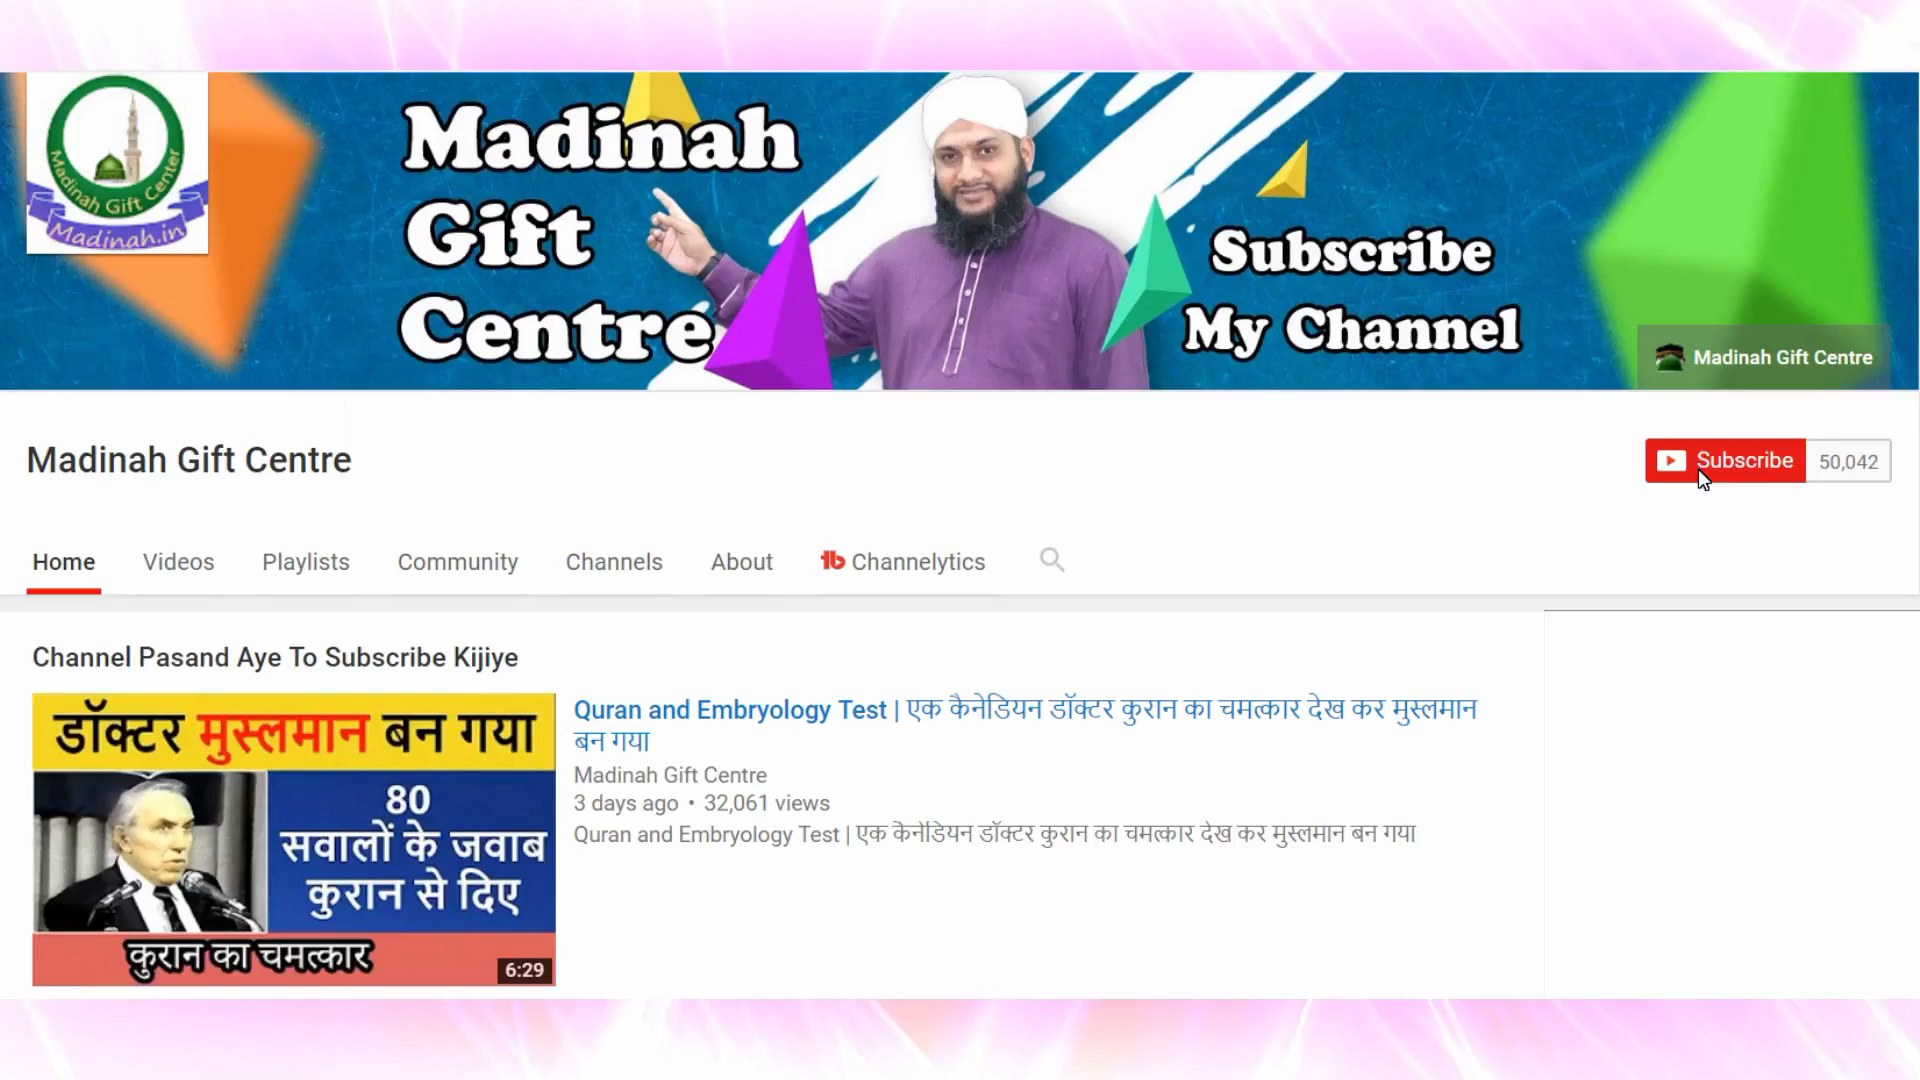 Madinah Gift Center
Madinah.in
Madinah
Gift
Centre
Subscribe
My Channel
Madinah Gift Centre
Madinah Gift Centre
Subscribe 50,042
Home Videos Playlists Community Channels About Channelytics
Channel Pasand Aye To Subscribe Kijiye
डॉक्टर मुस्लमान बन गया
80
सवालों के जवाब
कुरान से दिए
कुरान का चमत्कार
6:29
Quran and Embryology Test | एक कैनेडियन डॉक्टर कुरान का चमत्कार देख कर मुस्लमान
बन गया
Madinah Gift Centre
3 days ago • 32,061 views
Quran and Embryology Test | एक कैनेडियन डॉक्टर कुरान का चमत्कार देख कर मुस्लमान बन गया